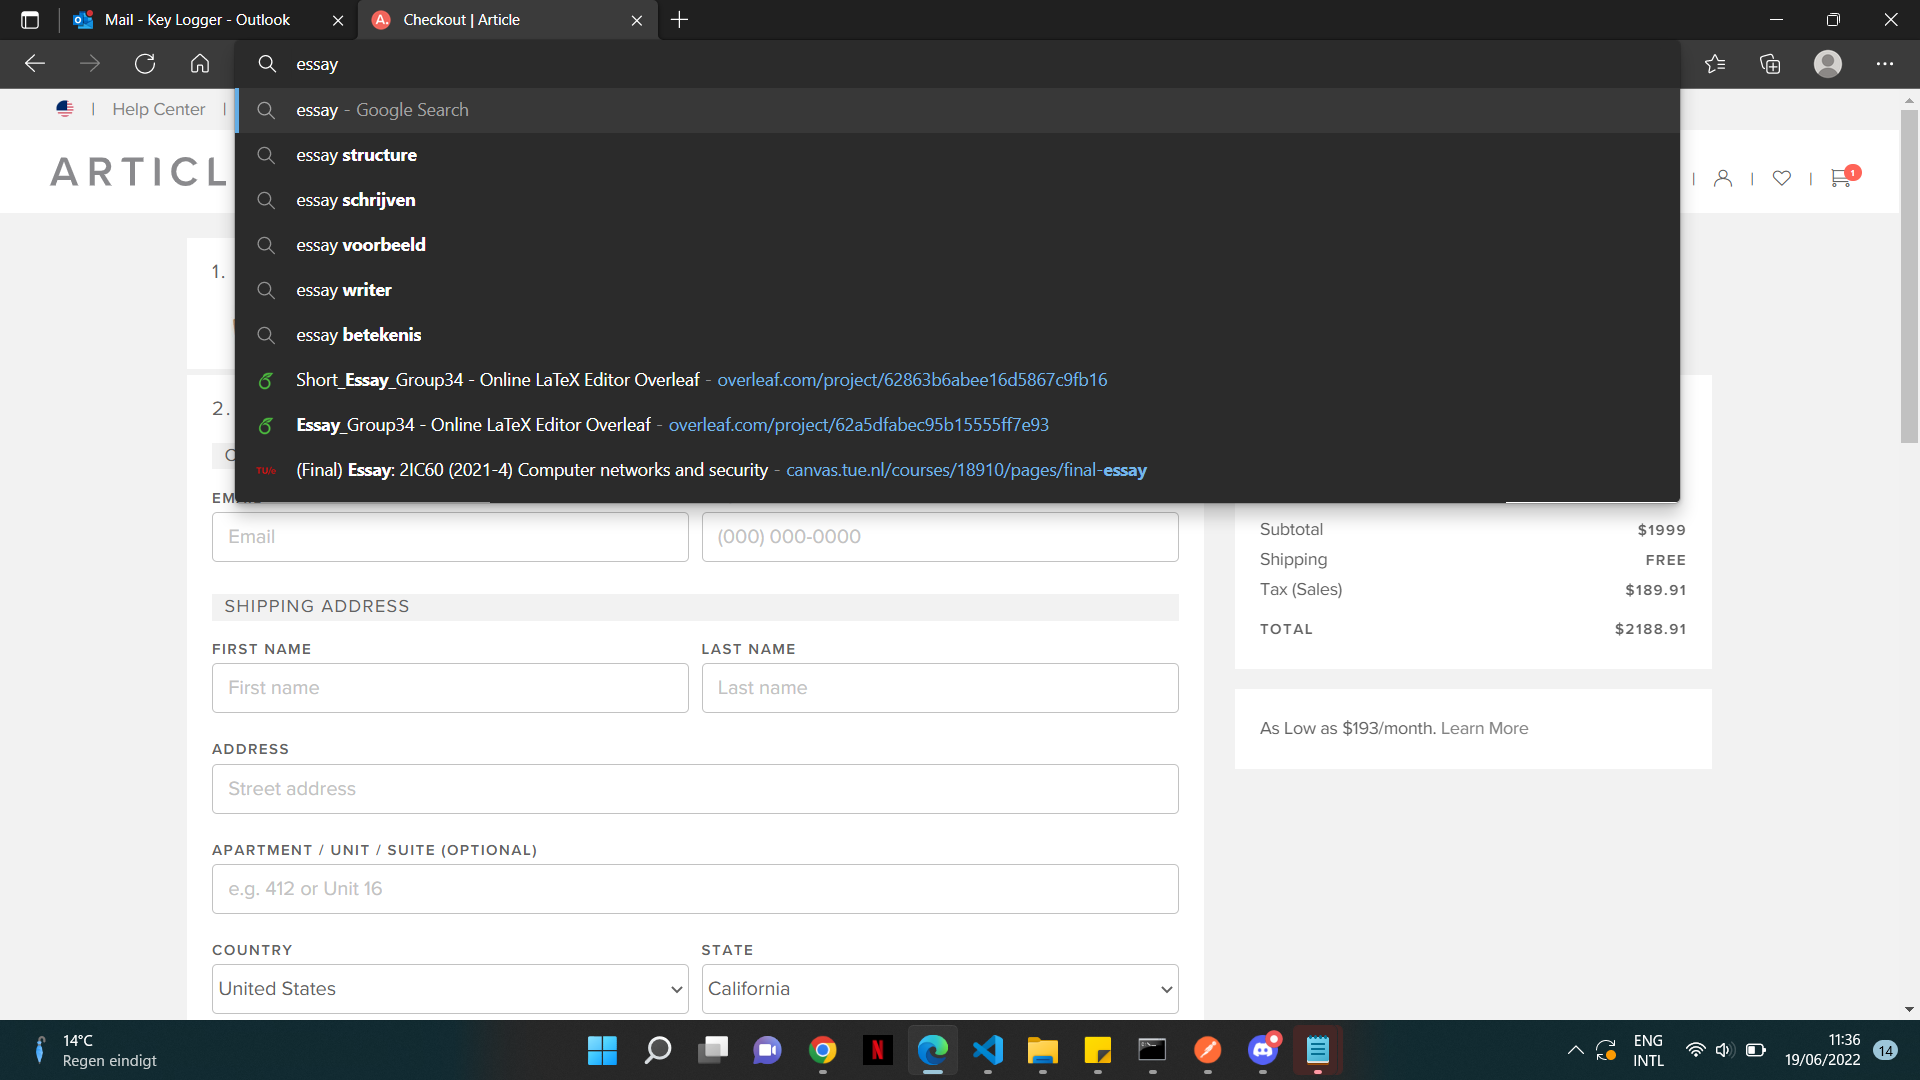 Mail - Key Logger - Outlook
Checkout | Article
essay
essay - Google Search
essay structure
essay schrijven
essay voorbeeld
essay writer
essay betekenis
Short_Essay_Group34 - Online LaTeX Editor Overleaf - overleaf.com/project/62863b6abee16d5867c9fb16
Essay_Group34 - Online LaTeX Editor Overleaf - overleaf.com/project/62a5dfabec95b15555ff7e93
TU/e (Final) Essay: 2IC60 (2021-4) Computer networks and security - canvas.tue.nl/courses/18910/pages/final-essay
| Help Center |
ARTICL
1
1.
2.
Email
(000) 000-0000
SHIPPING ADDRESS
FIRST NAME
LAST NAME
First name
Last name
ADDRESS
Street address
APARTMENT / UNIT / SUITE (OPTIONAL)
e.g. 412 or Unit 16
COUNTRY
STATE
United States
California
Subtotal $1999
Shipping FREE
Tax (Sales) $189.91
TOTAL $2188.91
As Low as $193/month. Learn More
14°C
Regen eindigt
N
ENG
INTL
11:36
19/06/2022
14